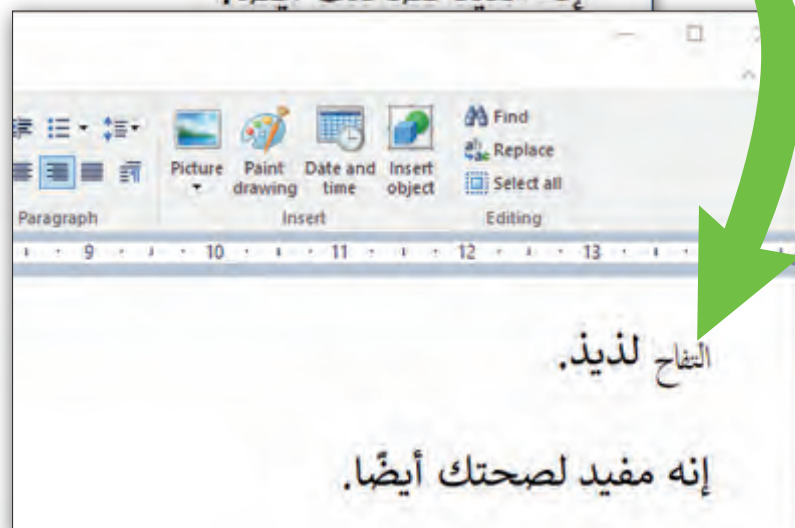 Find
Replace
Select all
Picture
Paint drawing
Date and time
Insert object
Paragraph
Insert
Editing
9 10 11 12 13
التفاح لذيذ.
إنه مفيد لصحتك أيضًا.